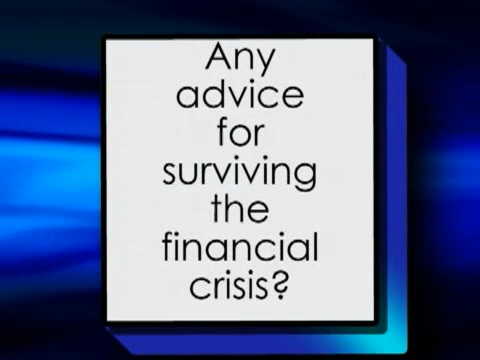 Any
advice
for
surviving
the
financial
crisis?